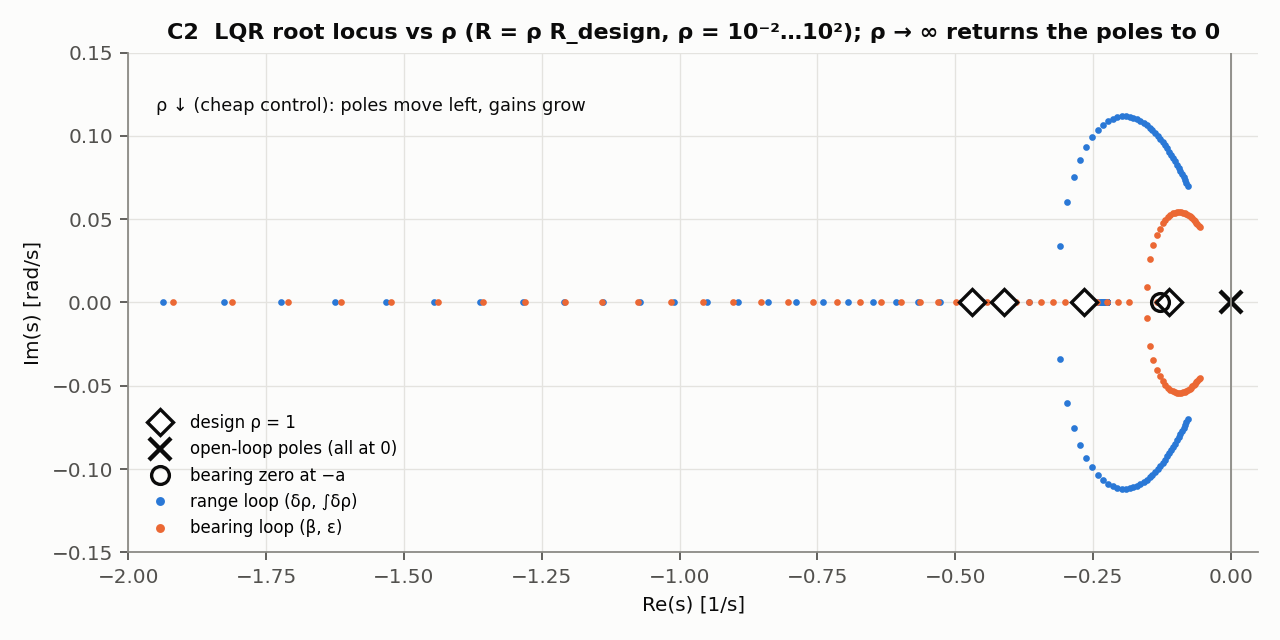 C2  LQR root locus vs ρ (R = ρ R_design, ρ = 10⁻²…10²); ρ → ∞ returns the poles to 0
0.15
0.10
0.05
0.00
−0.05
−0.10
−0.15
Im(s) [rad/s]
ρ ↓ (cheap control): poles move left, gains grow
design ρ = 1
open-loop poles (all at 0)
bearing zero at −a
range loop (δρ, ∫δρ)
bearing loop (β, ε)
−2.00
−1.75
−1.50
−1.25
−1.00
−0.75
−0.50
−0.25
0.00
Re(s) [1/s]